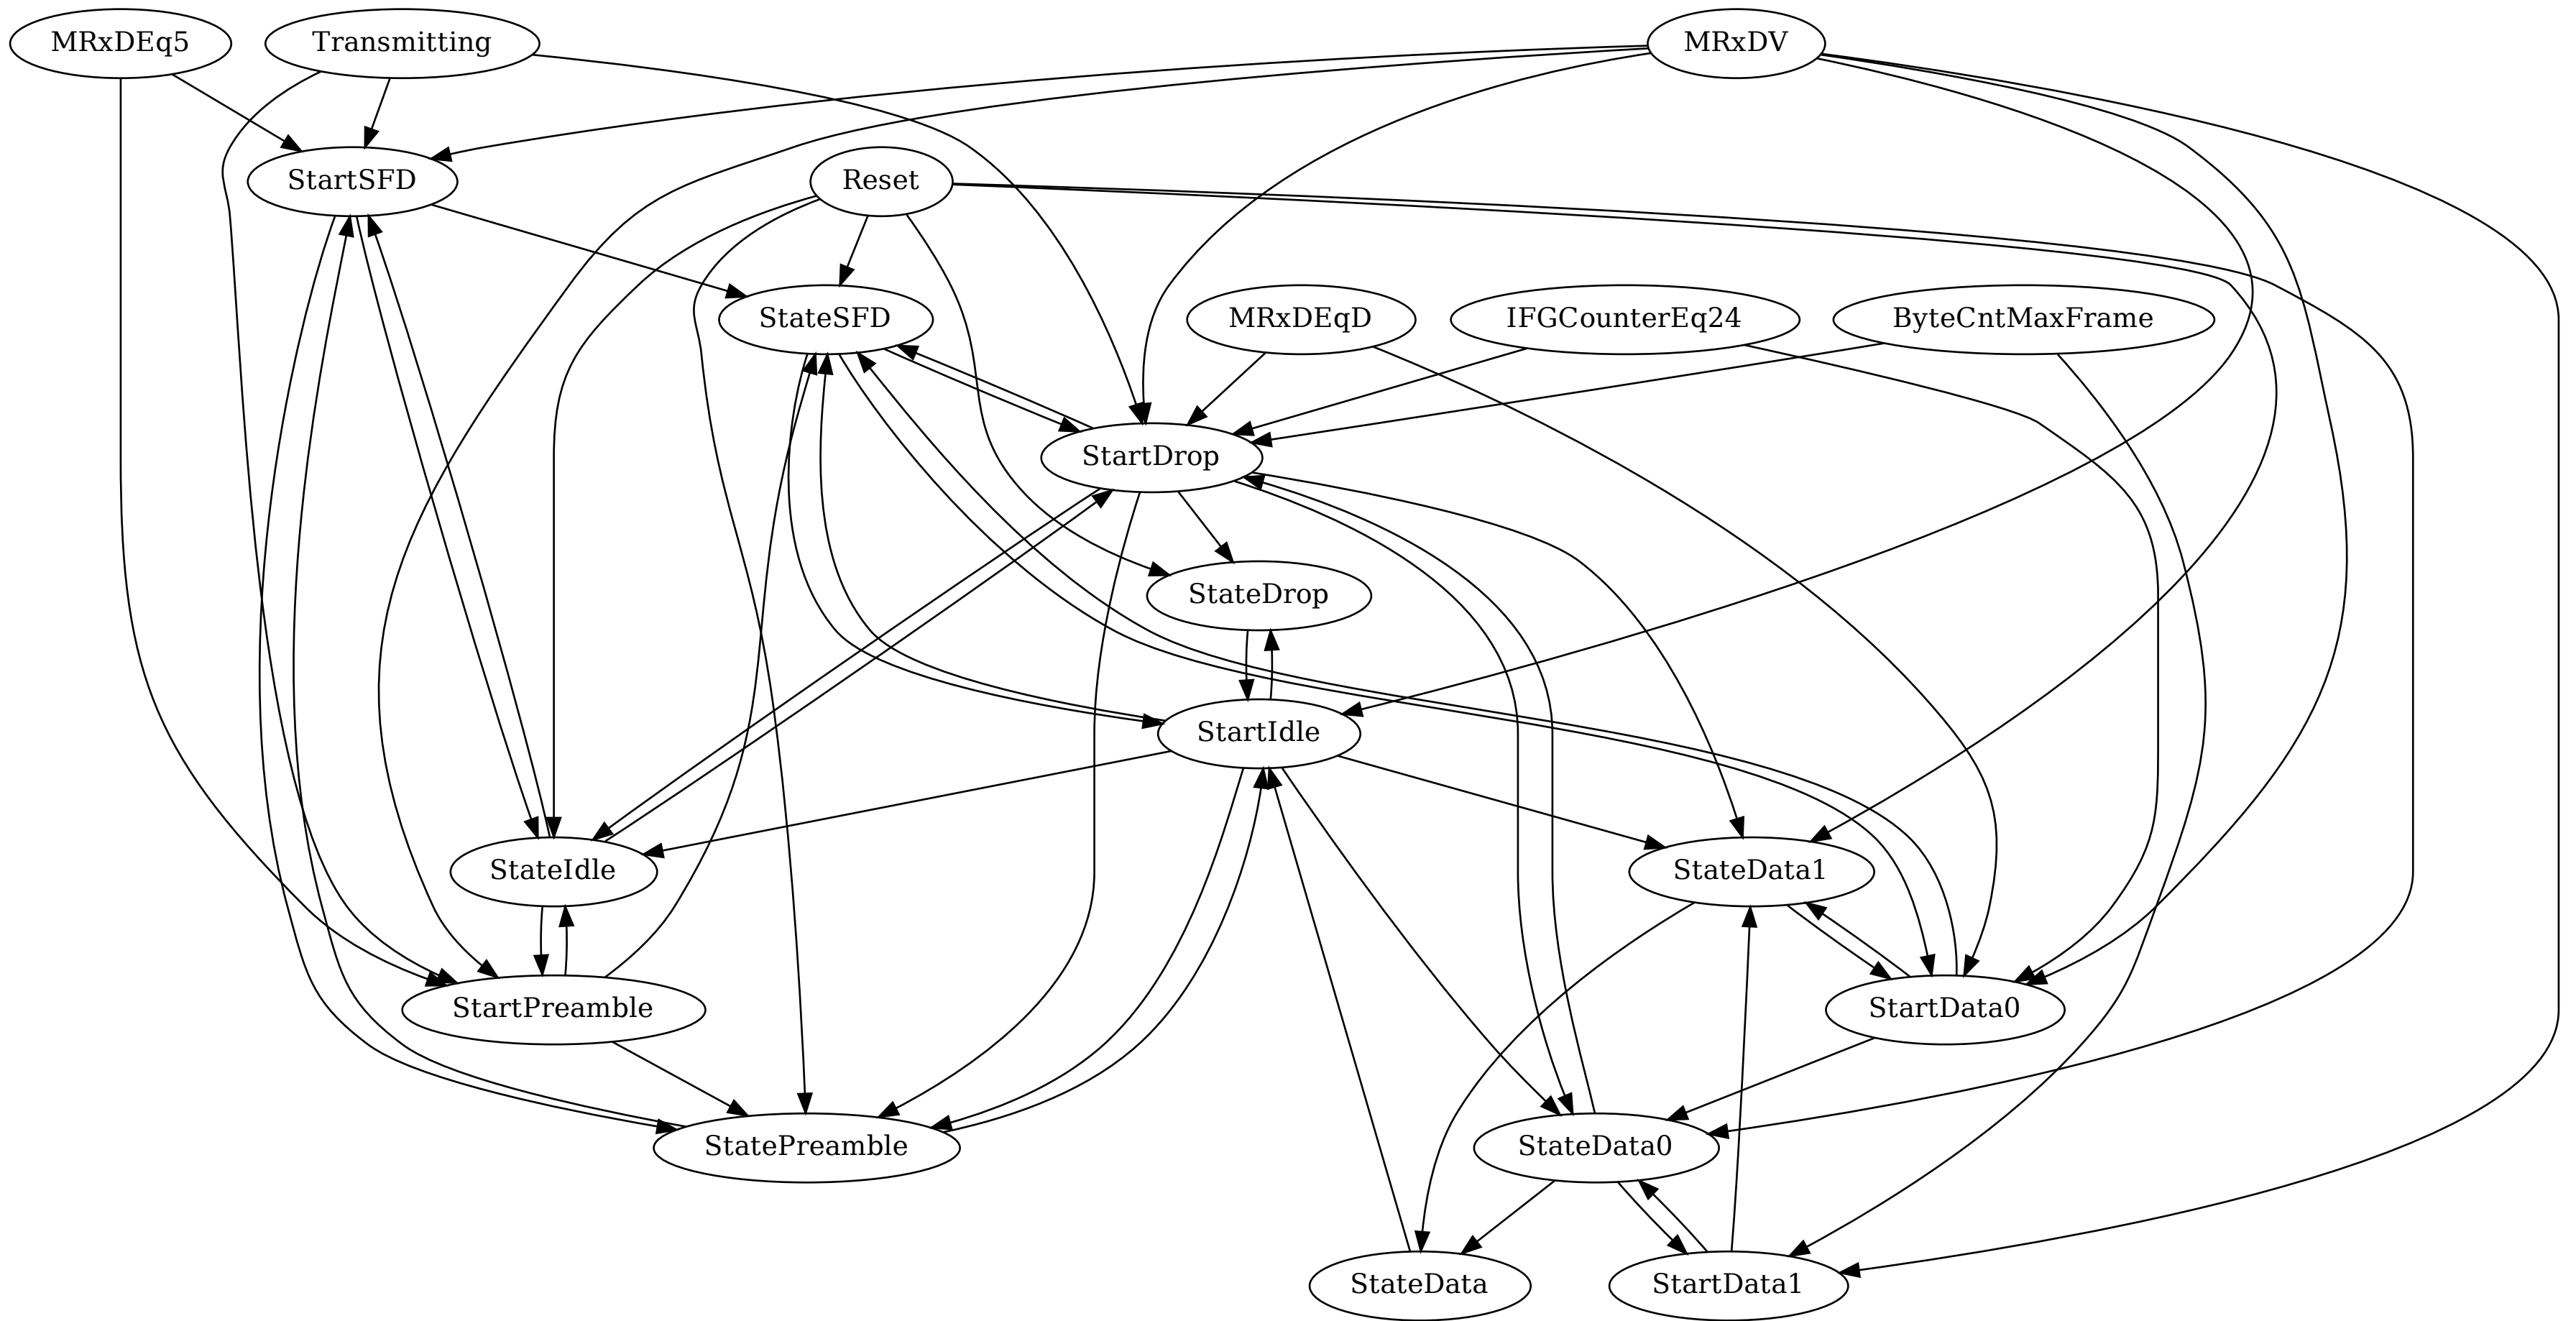 MRxDEq5
Transmitting
MRxDV
StartSFD
Reset
StateSFD
MRxDEqD
IFGCounterEq24
ByteCntMaxFrame
StartDrop
StateDrop
StartIdle
StateIdle
StateData1
StartPreamble
StartData0
StatePreamble
StateData0
StateData
StartData1